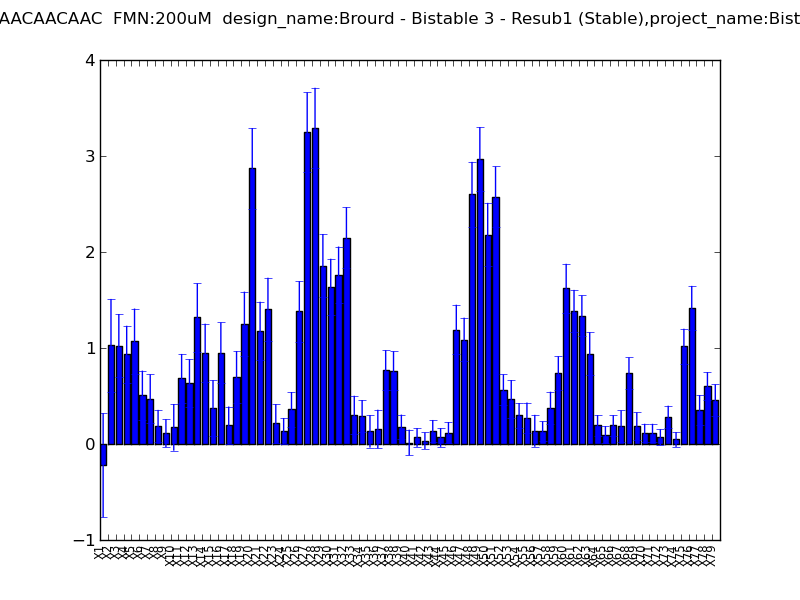 AACAACAAC FMN:200uM design_name:Brourd - Bistable 3 - Resub1 (Stable),project_name:Bist
4
3
2
1
0
−1
X1
X2
X3
X4
X5
X6
X7
X8
X9
X10
X11
X12
X13
X14
X15
X16
X17
X18
X19
X20
X21
X22
X23
X24
X25
X26
X27
X28
X29
X30
X31
X32
X33
X34
X35
X36
X37
X38
X39
X40
X41
X42
X43
X44
X45
X46
X47
X48
X49
X50
X51
X52
X53
X54
X55
X56
X57
X58
X59
X60
X61
X62
X63
X64
X65
X66
X67
X68
X69
X70
X71
X72
X73
X74
X75
X76
X77
X78
X79